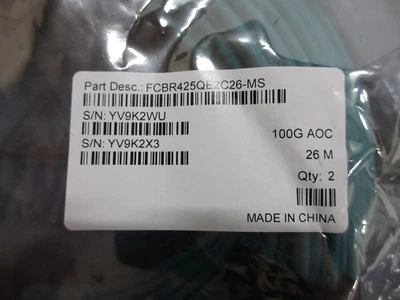 Part Desc.: FCBR425QE2C26-MS
S/N: YV9K2WU
100G AOC
S/N: YV9K2X3
26 M
Qty: 2
MADE IN CHINA